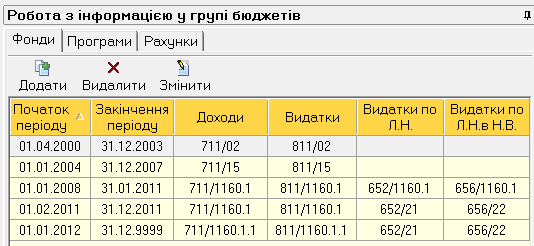 Робота з інформацією у групі бюджетів
Фонди Програми Рахунки
Додати Видалити Змінити
Початок періоду Закінчення періоду Доходи Видатки Видатки по Л.Н. Видатки по Л.Н.в Н.В.
01.04.2000 31.12.2003 711/02 811/02
01.01.2004 31.12.2007 711/15 811/15
01.01.2008 31.01.2011 711/1160.1 811/1160.1 652/1160.1 656/1160.1
01.02.2011 31.12.2011 711/1160.1 811/1160.1 652/21 656/22
01.01.2012 31.12.9999 711/1160.1.1 811/1160.1.1 652/21 656/22